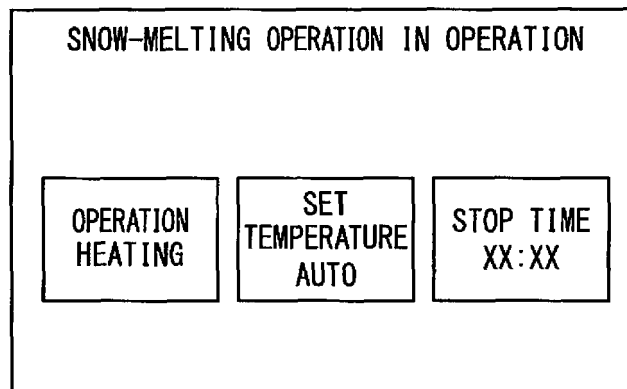 SNOW-MELTING OPERATION IN OPERATION
OPERATION
HEATING
SET
TEMPERATURE
AUTO
STOP TIME
XX:XX